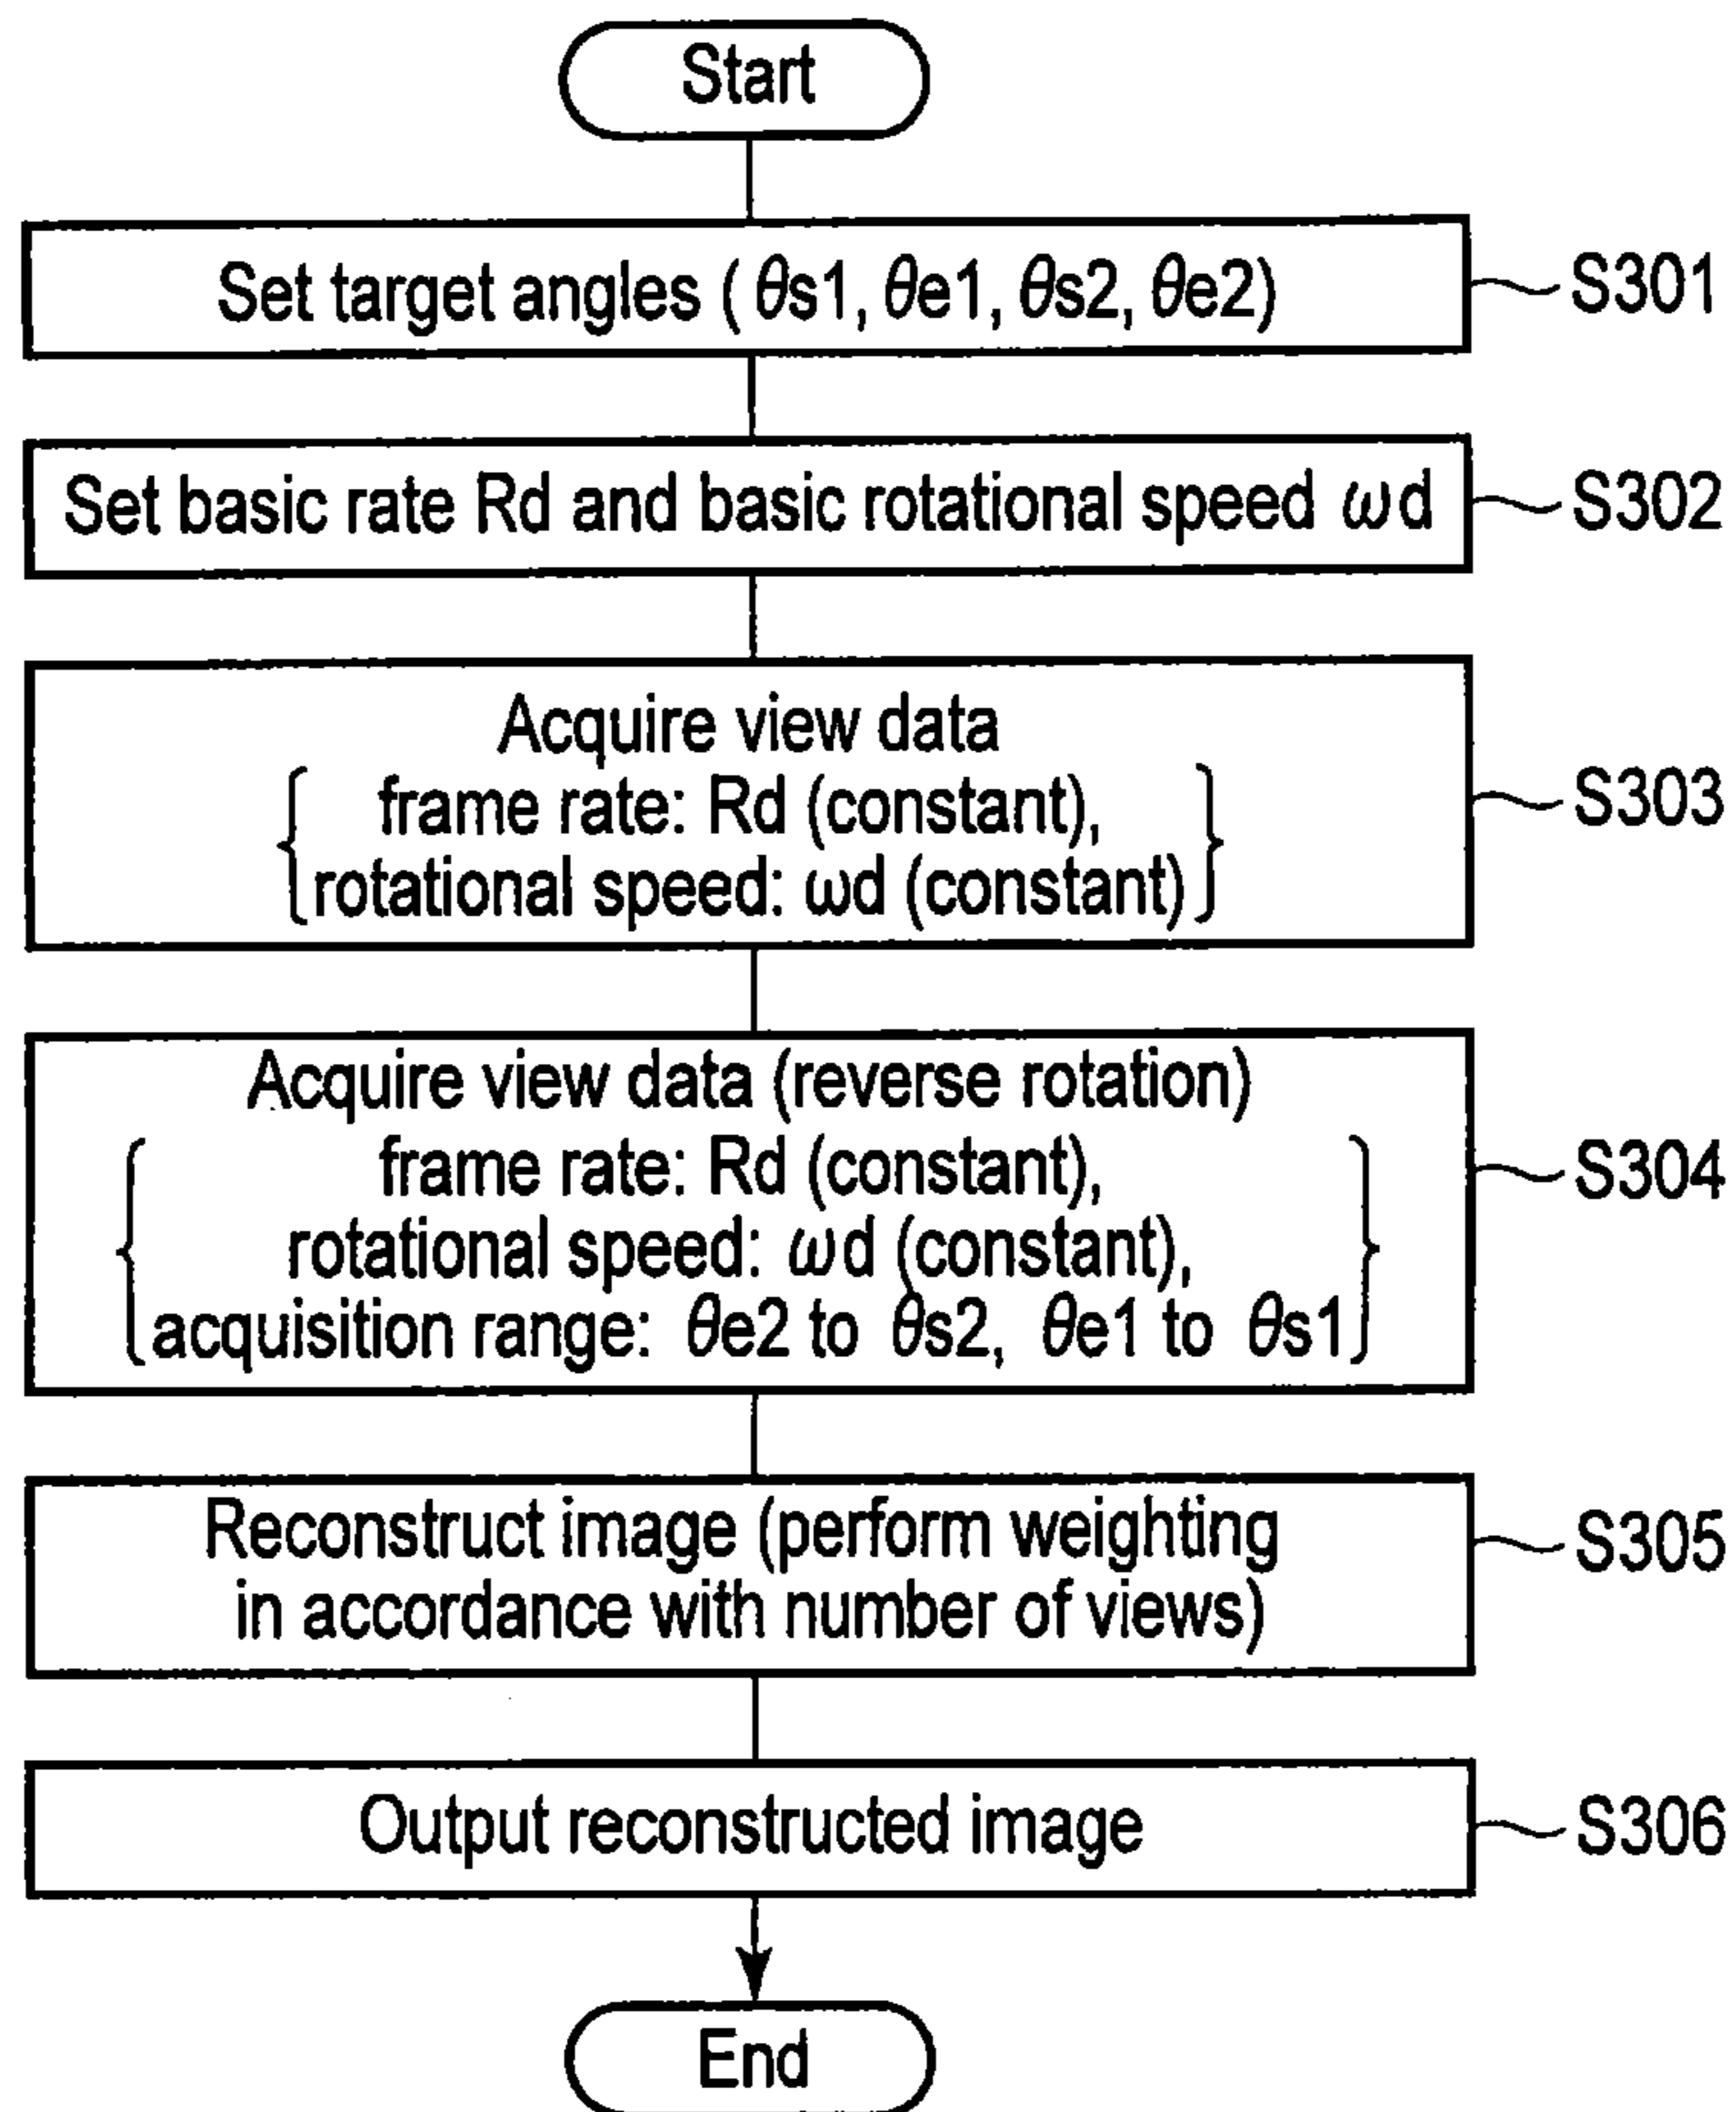 Start
Set target angles ( θs1, θe1, θs2, θe2)
S301
Set basic rate Rd and basic rotational speed ωd
S302
Acquire view data
frame rate: Rd (constant),
rotational speed: ωd (constant)
S303
Acquire view data (reverse rotation)
frame rate: Rd (constant),
rotational speed: ωd (constant),
acquisition range: θe2 to θs2, θe1 to θs1
S304
Reconstruct image (perform weighting
in accordance with number of views)
S305
Output reconstructed image
S306
End